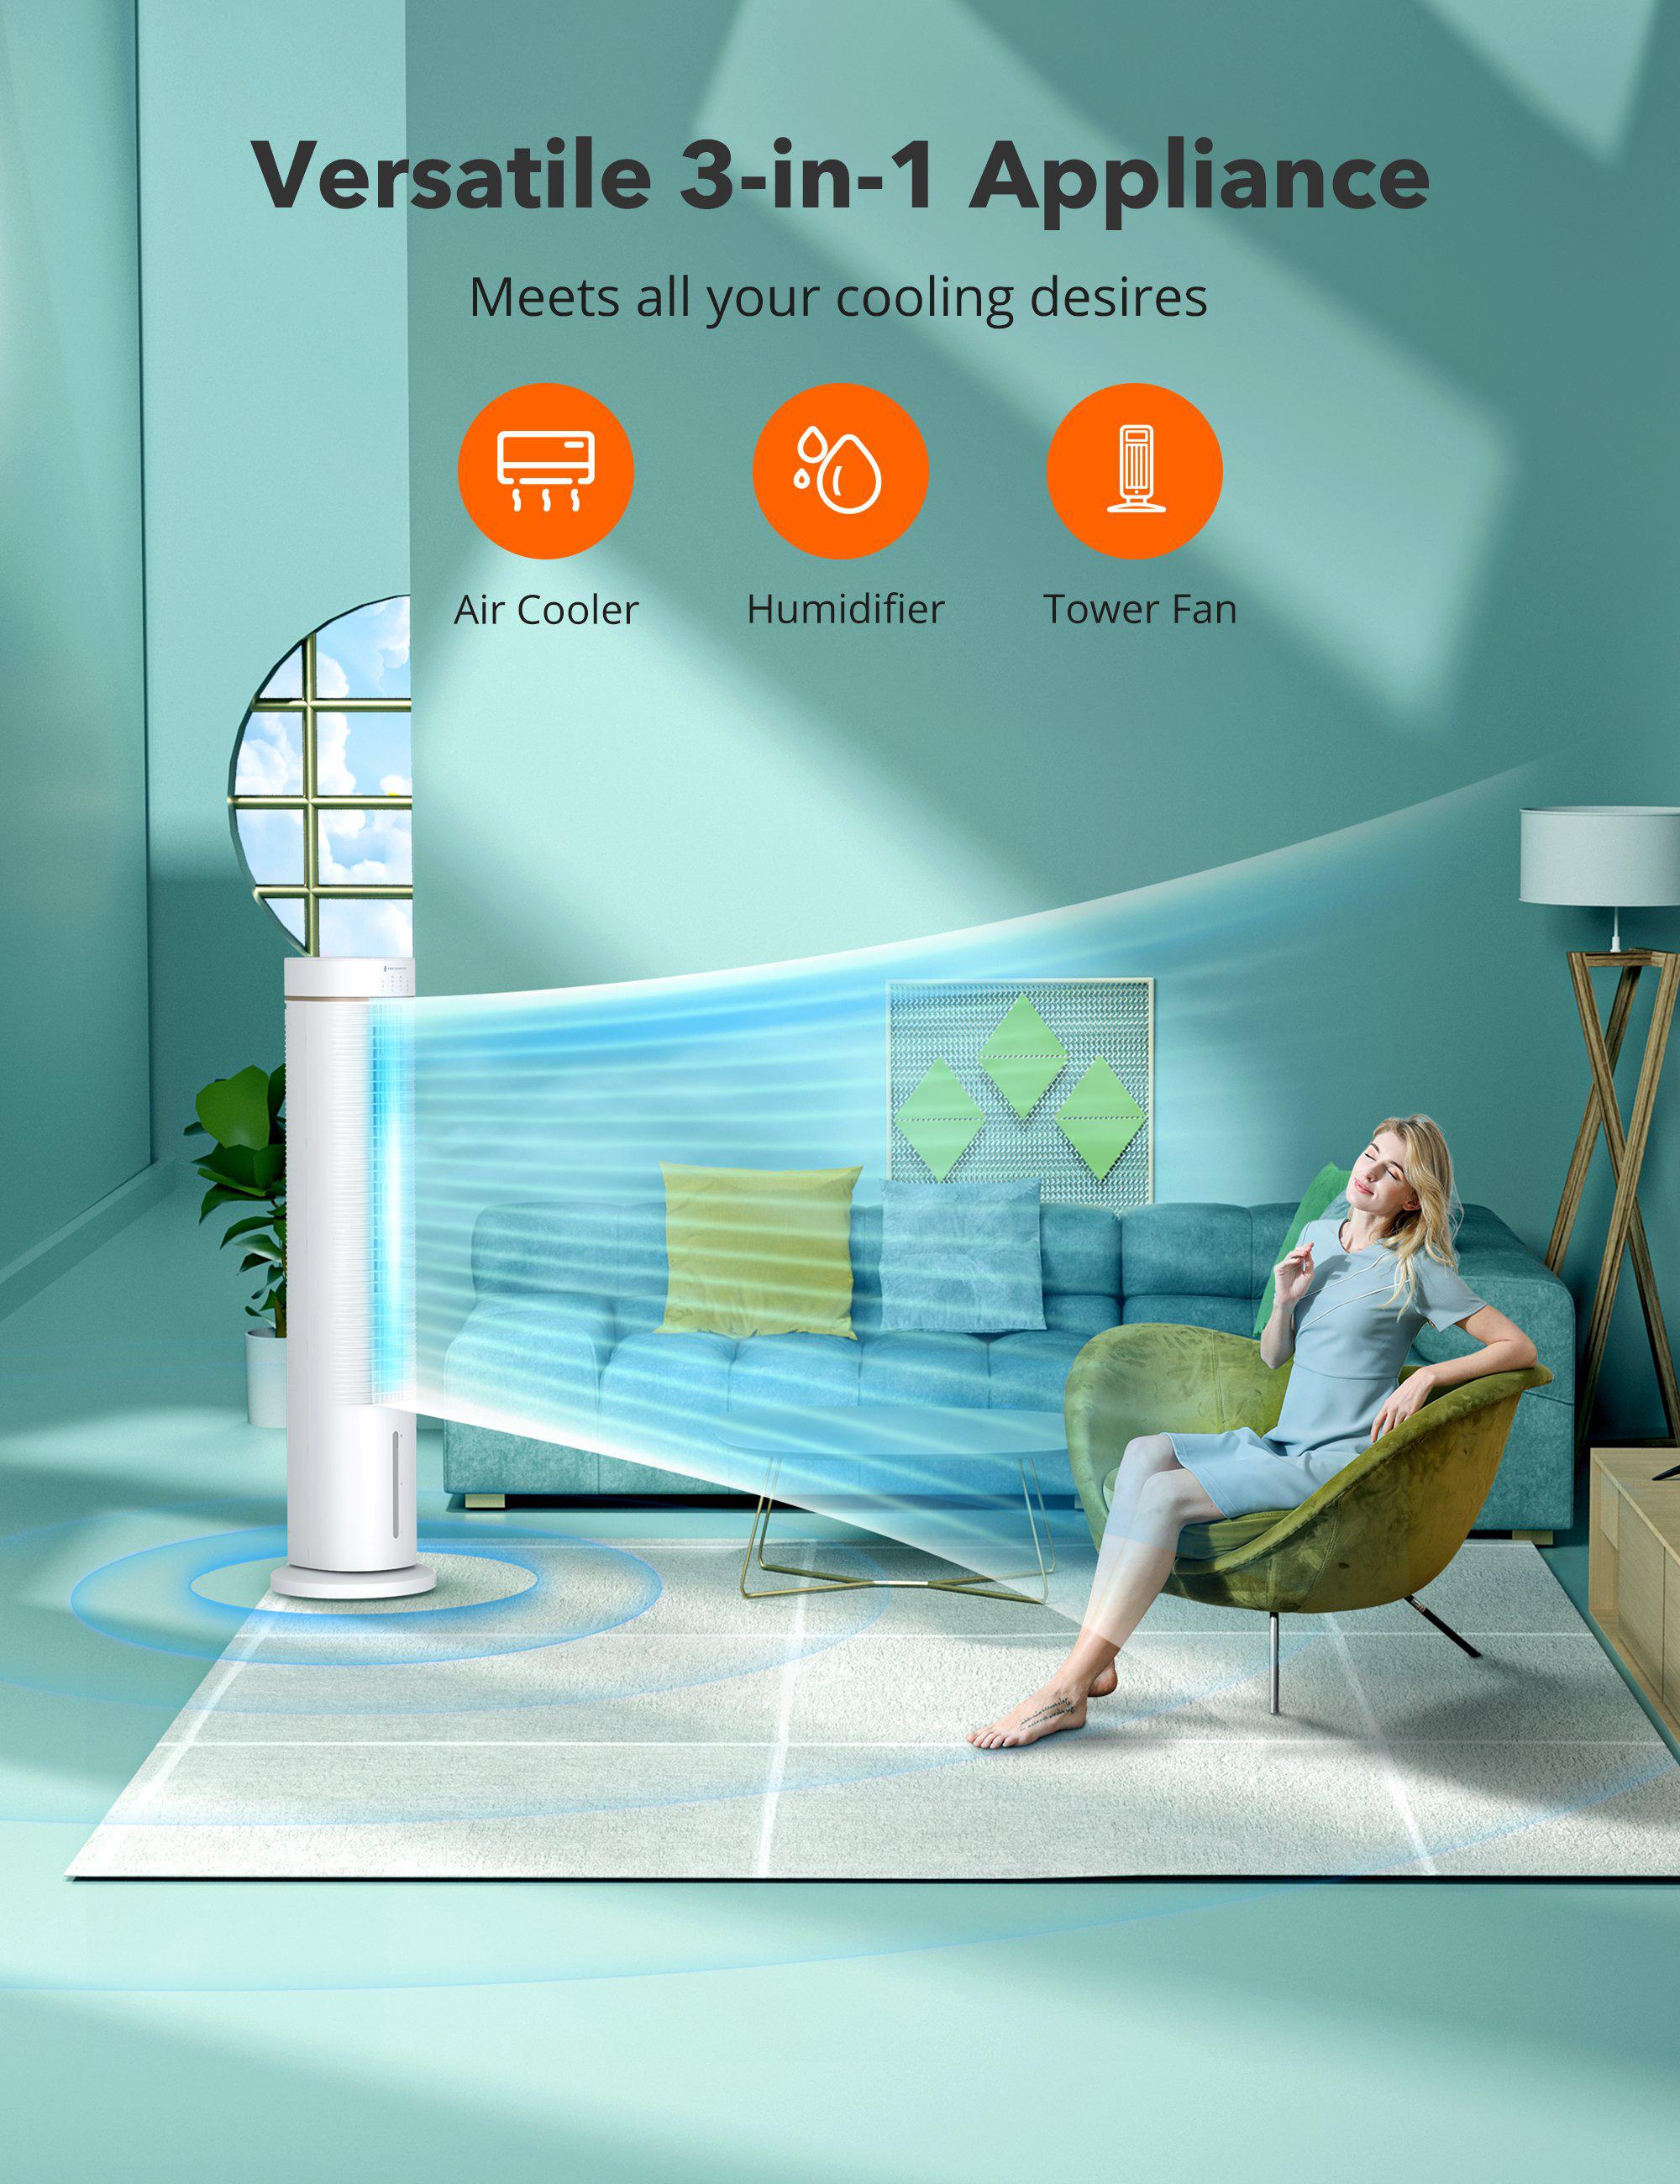 Versatile 3-in-1 Appliance
Meets all your cooling desires
Air Cooler
Humidifier
Tower Fan